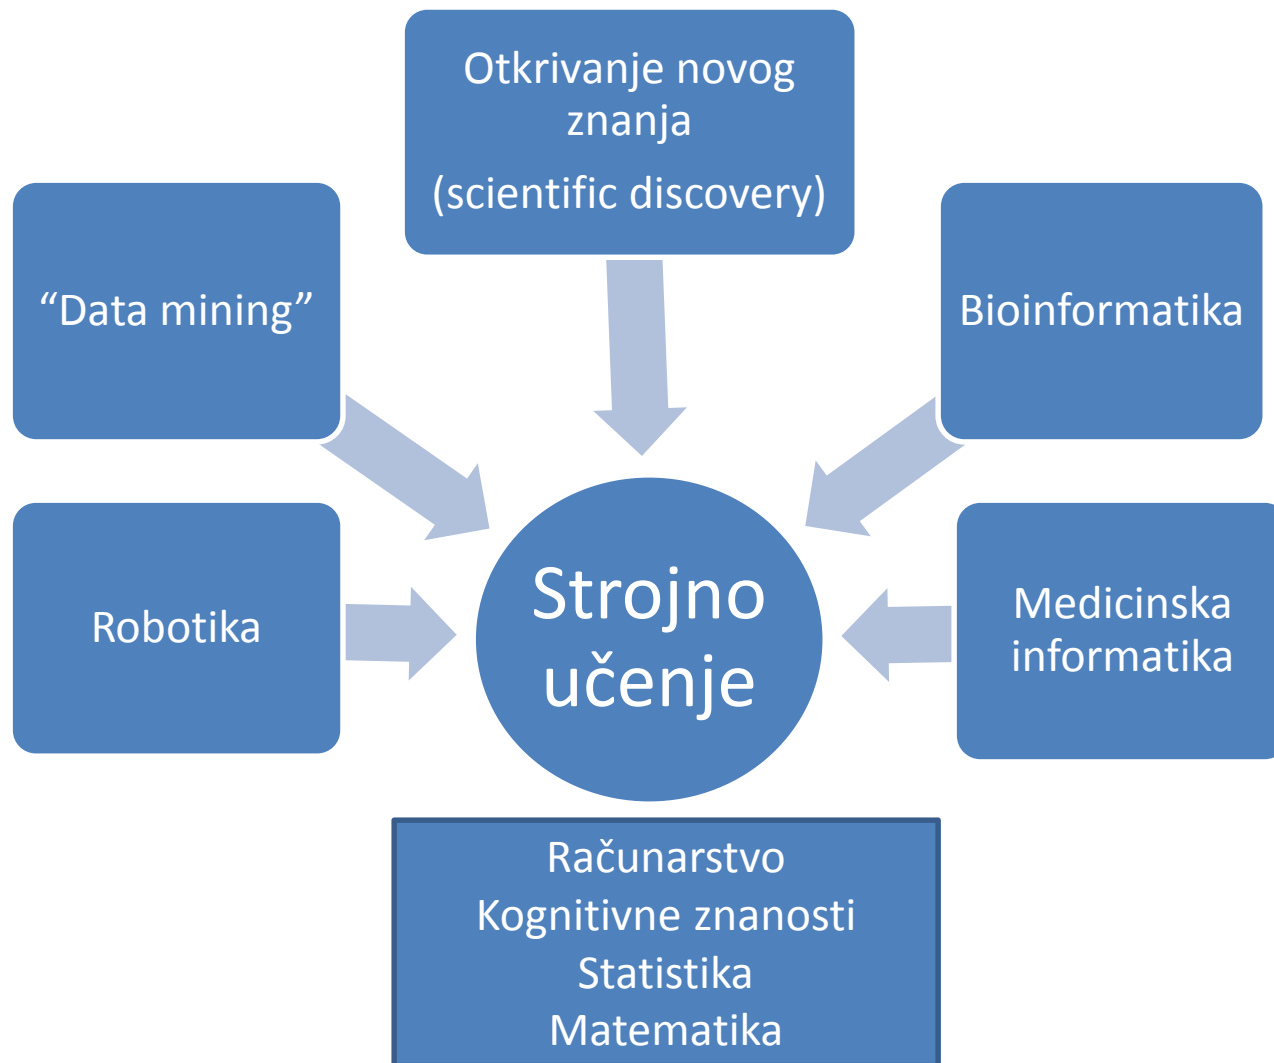 Otkrivanje novog
znanja
(scientific discovery)
“Data mining”
Bioinformatika
Robotika
Strojno
učenje
Medicinska
informatika
Računarstvo
Kognitivne znanosti
Statistika
Matematika